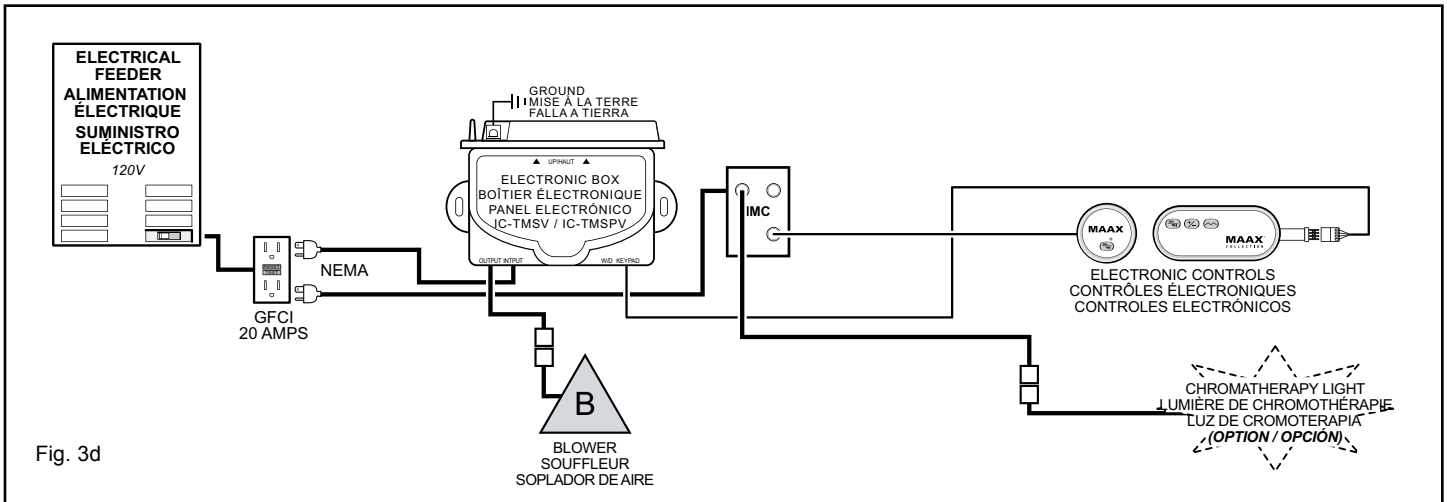 ELECTRICAL
FEEDER
ALIMENTATION
ÉLECTRIQUE
SUMINISTRO
ELÉCTRICO
120V
GROUND
MISE À LA TERRE
FALLA A TIERRA
UP/HAUT
ELECTRONIC BOX
BOÎTIER ÉLECTRONIQUE
PANEL ELECTRÓNICO
IC-TMSV / IC-TMSPV
OUTPUT INTPUT
W/D KEYPAD
NEMA
GFCI
20 AMPS
IMC
MAAX
MAAX
COLLECTION
ELECTRONIC CONTROLS
CONTRÔLES ÉLECTRONIQUES
CONTROLES ELECTRÓNICOS
B
BLOWER
SOUFFLEUR
SOPLADOR DE AIRE
CHROMATHERAPY LIGHT
LUMIÈRE DE CHROMOTHÉRAPIE
LUZ DE CROMOTERAPIA
(OPTION / OPCIÓN)
Fig. 3d